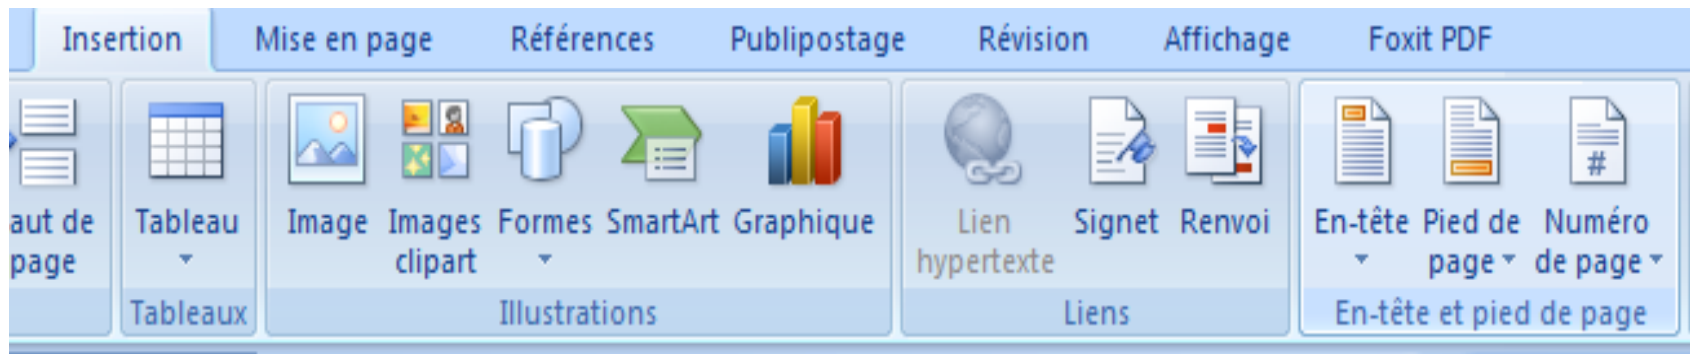 Insertion Mise en page Références Publipostage Révision Affichage Foxit PDF
aut de page
Tableau
Tableaux
Image
Images clipart
Formes
SmartArt
Graphique
Illustrations
Lien hypertexte
Signet
Renvoi
Liens
En-tête
Pied de page
Numéro de page
#
En-tête et pied de page